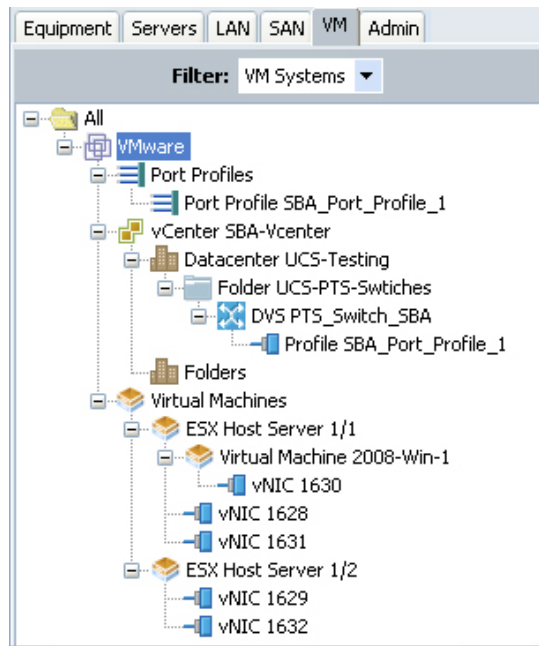 Equipment Servers LAN SAN VM Admin
Filter: VM Systems
All
VMware
Port Profiles
Port Profile SBA_Port_Profile_1
vCenter SBA-Vcenter
Datacenter UCS-Testing
Folder UCS-PTS-Swtiches
DVS PTS_Switch_SBA
Profile SBA_Port_Profile_1
Folders
Virtual Machines
ESX Host Server 1/1
Virtual Machine 2008-Win-1
vNIC 1630
vNIC 1628
vNIC 1631
ESX Host Server 1/2
vNIC 1629
vNIC 1632